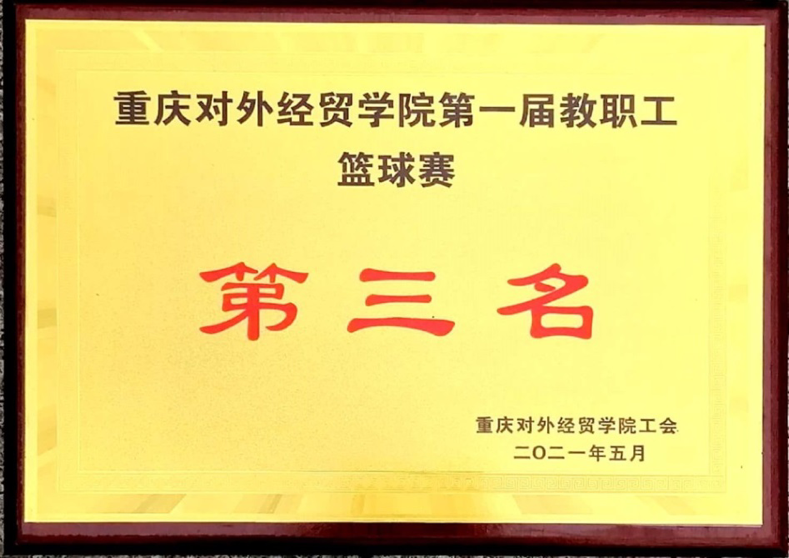 重庆对外经贸学院第一届教职工
篮球赛
第三名
重庆对外经贸学院工会
二〇二一年五月